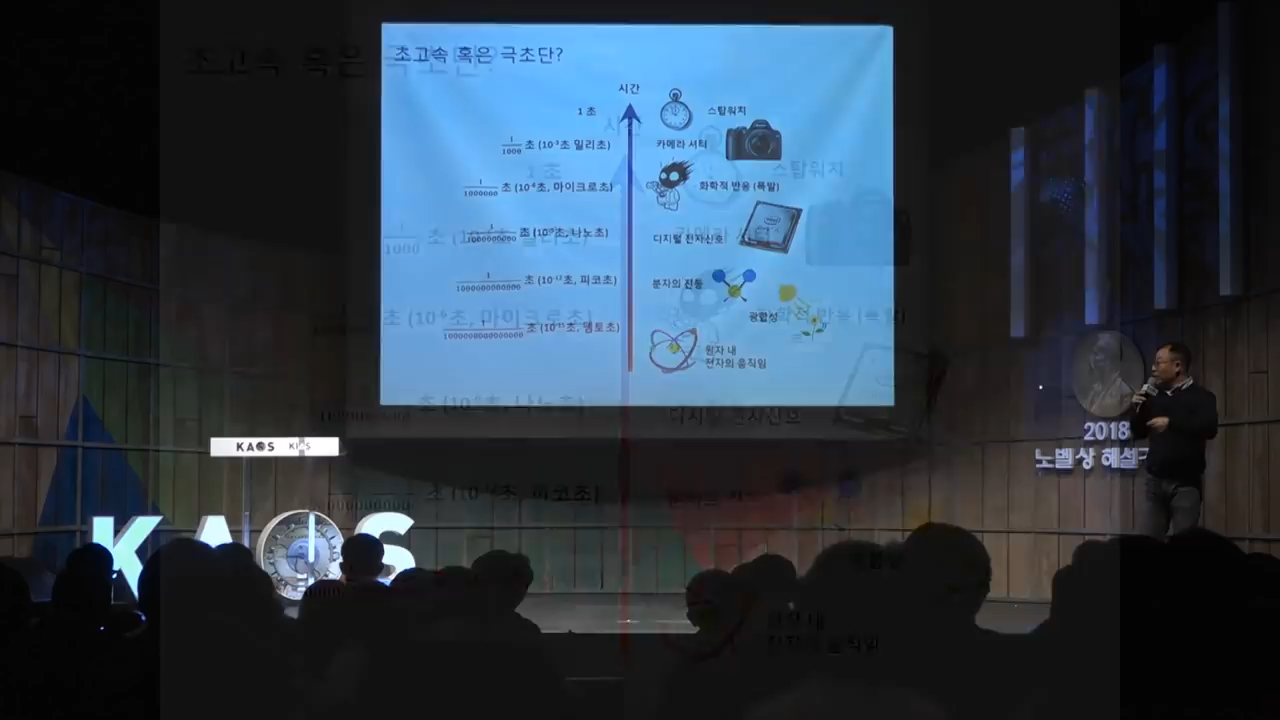 초고속 혹은 극초단?
시간
1 초
스탑워치
1/1000 초 (10⁻³초 밀리초)
카메라 셔터
1/1000000 초 (10⁻⁶초, 마이크로초)
화학적 반응 (폭발)
1/1000000000 초 (10⁻⁹초, 나노초)
디지털 전자신호
1/1000000000000 초 (10⁻¹²초, 피코초)
분자의 진동
광합성
1/1000000000000000 초 (10⁻¹⁵초, 펨토초)
원자 내
전자의 움직임
KAOS
KAOS
2018
노벨상 해설